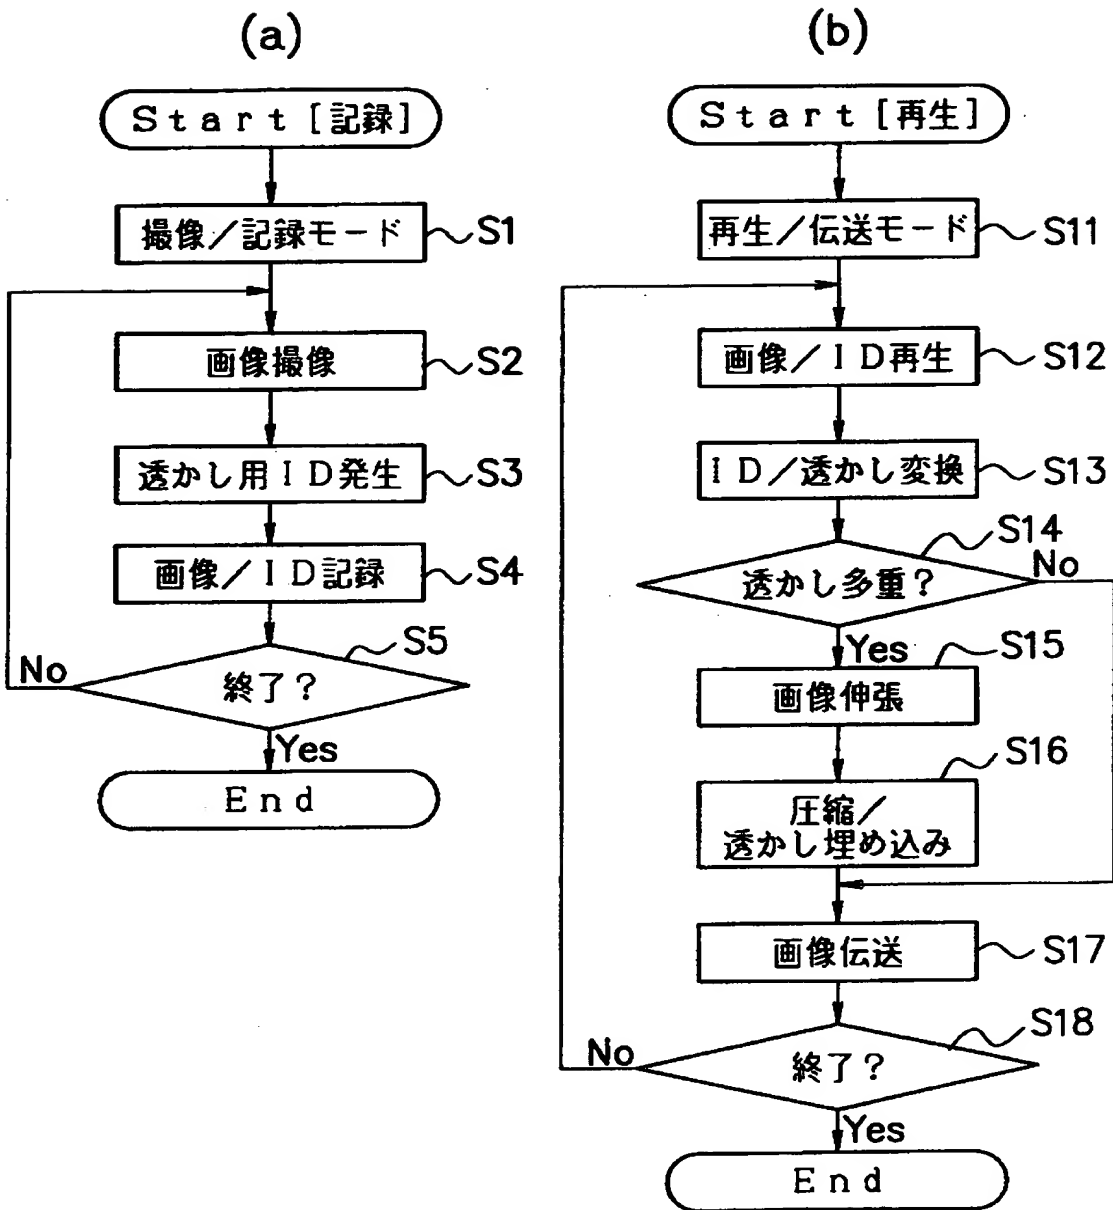 (a)
Start[記録]
撮像/記録モード
S1
画像撮像
S2
透かし用ID発生
S3
画像/ID記録
S4
S5
終了?
No
Yes
End
(b)
Start[再生]
再生/伝送モード
S11
画像/ID再生
S12
ID/透かし変換
S13
S14
透かし多重?
No
Yes
S15
画像伸張
S16
圧縮/
透かし埋め込み
画像伝送
S17
S18
終了?
No
Yes
End